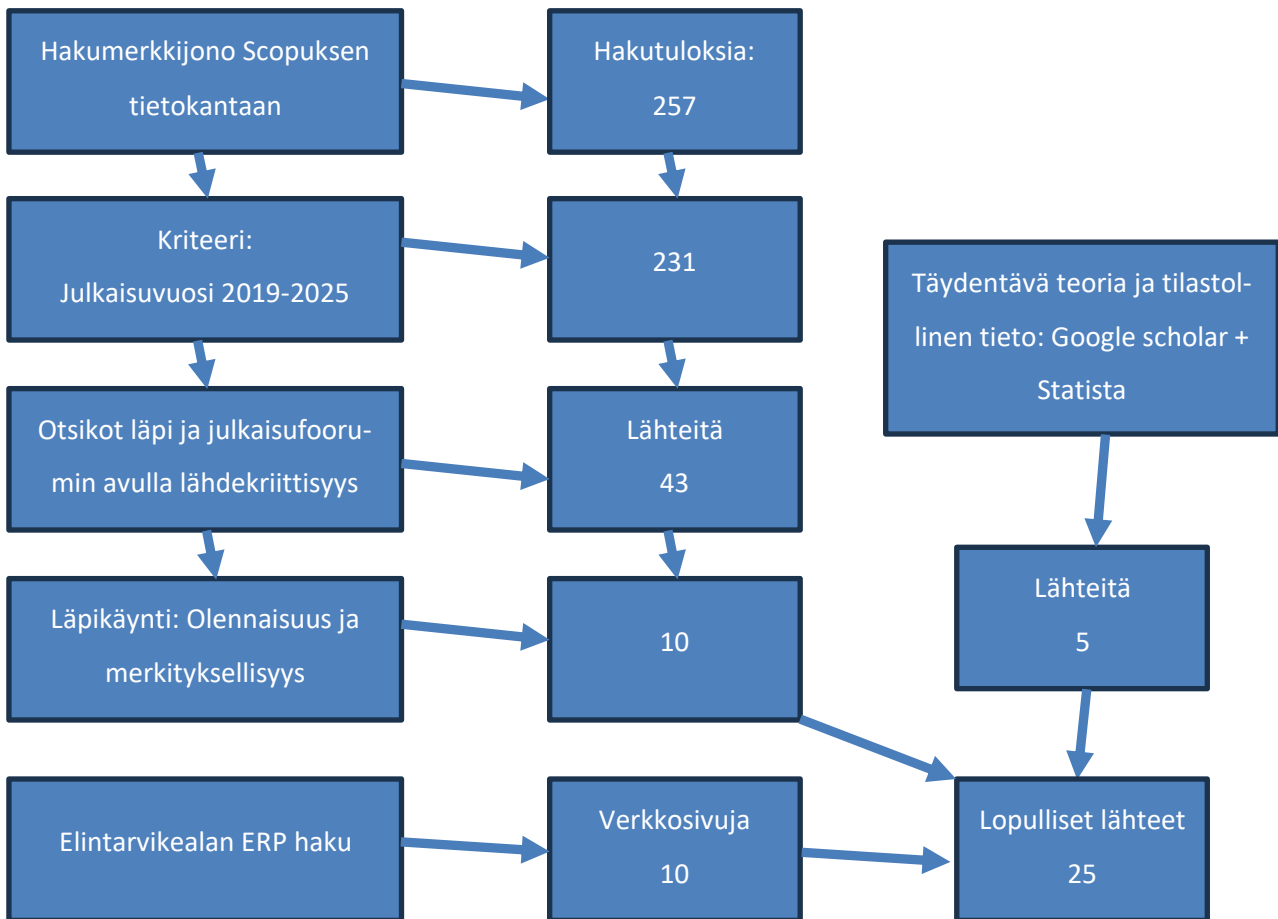 Hakumerkkijono Scopuksen
tietokantaan
Hakutuloksia:
257
Kriteeri:
Julkaisuvuosi 2019-2025
231
Täydentävä teoria ja tilastol-
linen tieto: Google scholar +
Statista
Otsikot läpi ja julkaisufooru-
min avulla lähdekriittisyys
Lähteitä
43
Läpikäynti: Olennaisuus ja
merkityksellisyys
10
Lähteitä
5
Elintarvikealan ERP haku
Verkkosivuja
10
Lopulliset lähteet
25